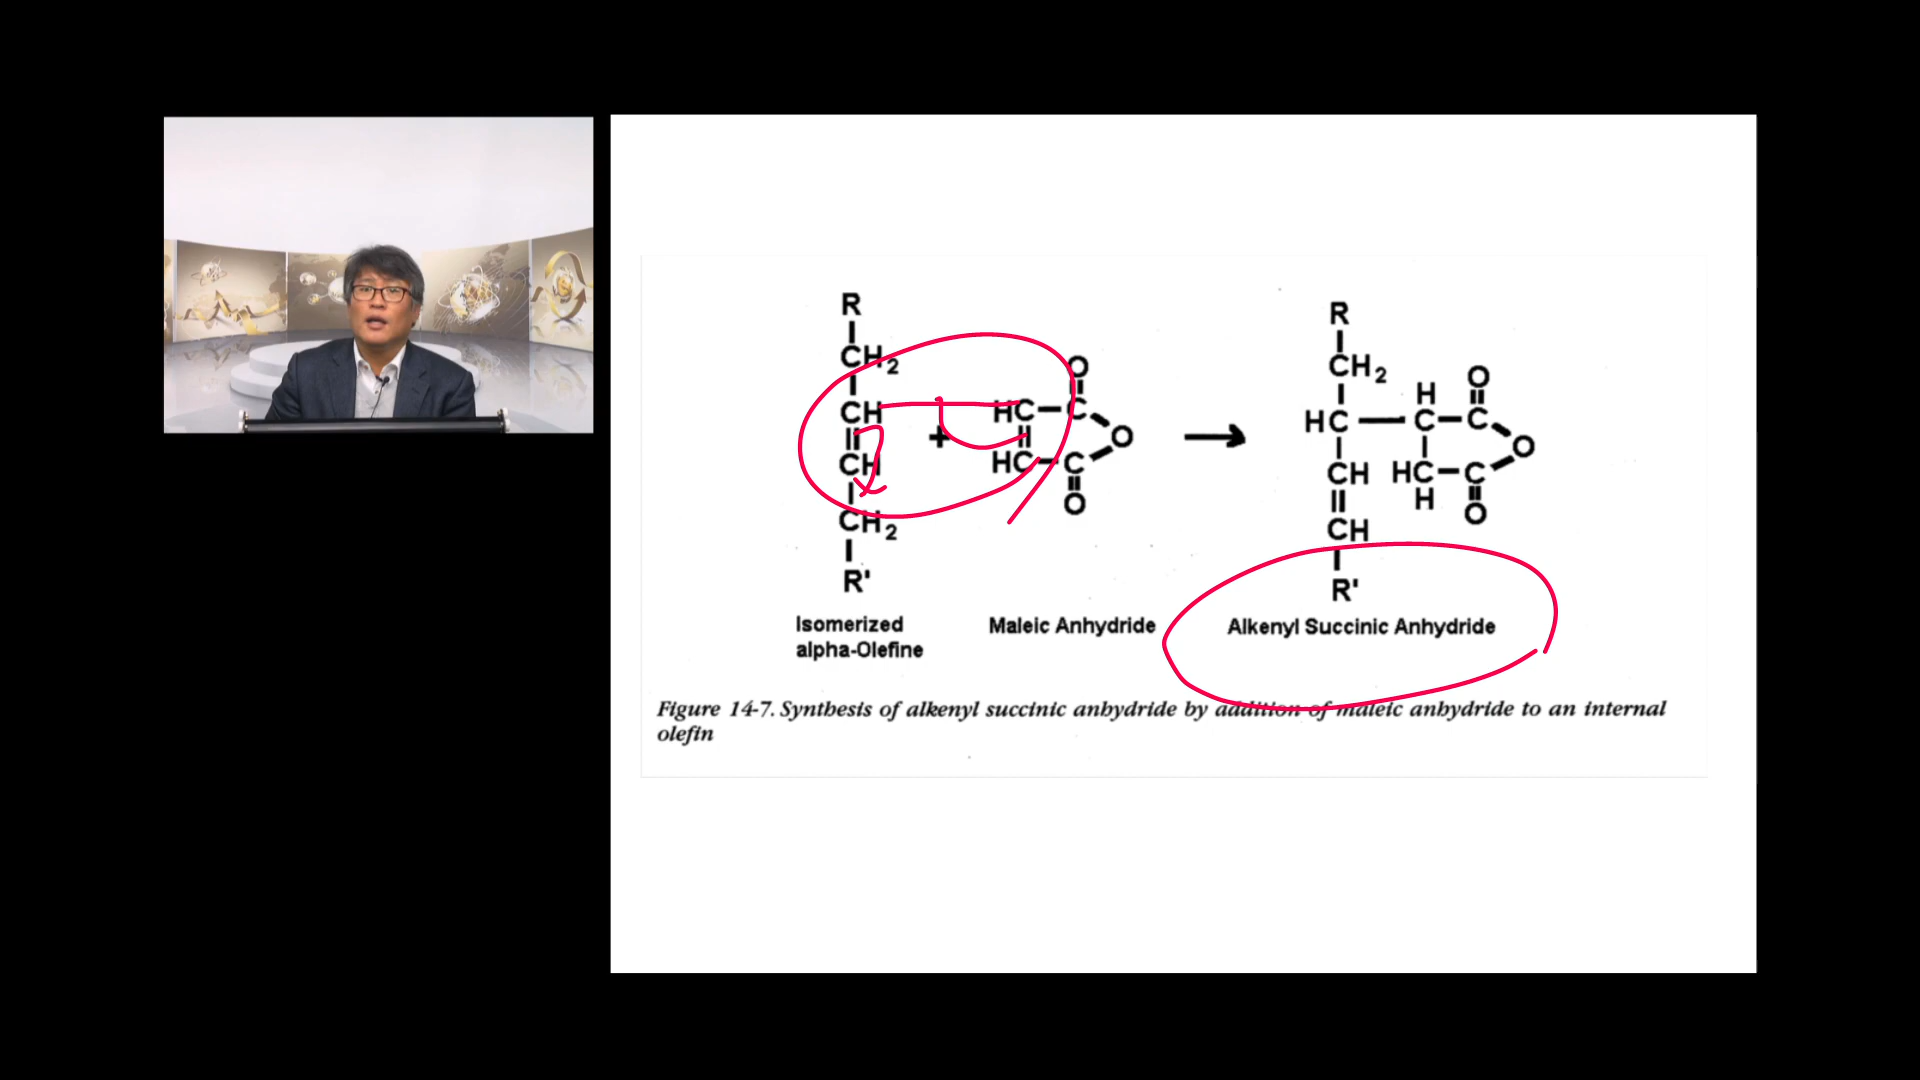 R
CH2
CH
CH
CH2
R'
+
HC
HC
C
O
C
O
O
R
CH2
HC
CH
CH
R'
H
C
HC
H
C
O
C
O
O
Isomerized
alpha-Olefine
Maleic Anhydride
Alkenyl Succinic Anhydride
Figure 14-7. Synthesis of alkenyl succinic anhydride by addition of maleic anhydride to an internal
olefin